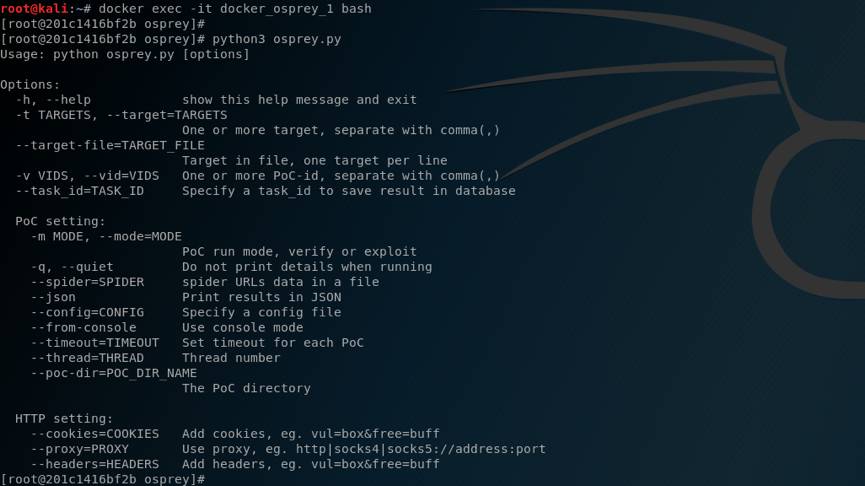 root@kali:~# docker exec -it docker_osprey_1 bash
[root@201c1416bf2b osprey]#
[root@201c1416bf2b osprey]# python3 osprey.py
Usage: python osprey.py [options]
Options:
-h, --help show this help message and exit
-t TARGETS, --target=TARGETS
One or more target, separate with comma(,)
--target-file=TARGET_FILE
Target in file, one target per line
-v VIDS, --vid=VIDS One or more PoC-id, separate with comma(,)
--task_id=TASK_ID Specify a task_id to save result in database
PoC setting:
-m MODE, --mode=MODE
PoC run mode, verify or exploit
-q, --quiet Do not print details when running
--spider=SPIDER spider URLs data in a file
--json Print results in JSON
--config=CONFIG Specify a config file
--from-console Use console mode
--timeout=TIMEOUT Set timeout for each PoC
--thread=THREAD Thread number
--poc-dir=POC_DIR_NAME
The PoC directory
HTTP setting:
--cookies=COOKIES Add cookies, eg. vul=box&free=buff
--proxy=PROXY Use proxy, eg. http|socks4|socks5://address:port
--headers=HEADERS Add headers, eg. vul=box&free=buff
[root@201c1416bf2b osprey]#